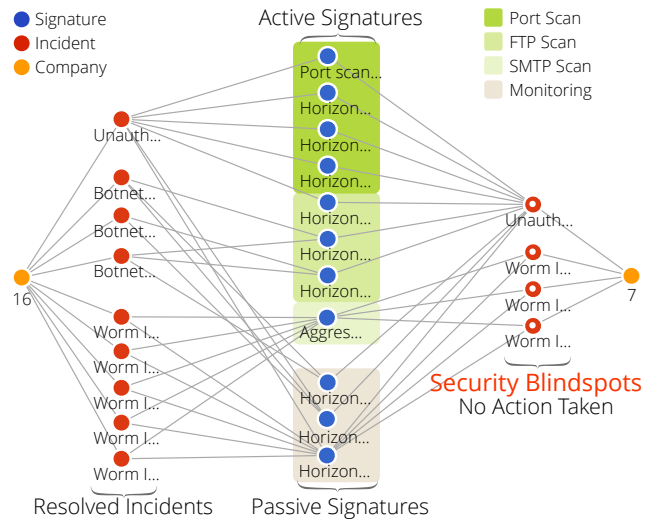 Signature
Incident
Company
Active Signatures
Port Scan
FTP Scan
SMTP Scan
Monitoring
Port scan...
Horizon...
Horizon...
Horizon...
Horizon...
Horizon...
Horizon...
Aggres...
Horizon...
Horizon...
Horizon...
Passive Signatures
Unauth...
Botnet...
Botnet...
Botnet...
Worm I...
Worm I...
Worm I...
Worm I...
Worm I...
Resolved Incidents
16
Unauth...
Worm I...
Worm I...
Worm I...
7
Security Blindspots
No Action Taken